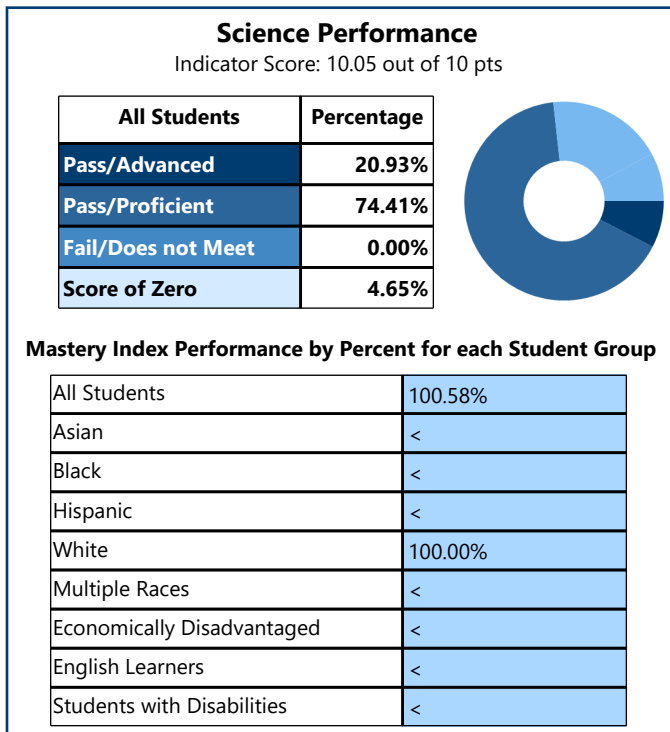 Science Performance
Indicator Score: 10.05 out of 10 pts
All Students Percentage
Pass/Advanced 20.93%
Pass/Proficient 74.41%
Fail/Does not Meet 0.00%
Score of Zero 4.65%
Mastery Index Performance by Percent for each Student Group
All Students 100.58%
Asian <
Black <
Hispanic <
White 100.00%
Multiple Races <
Economically Disadvantaged <
English Learners <
Students with Disabilities <